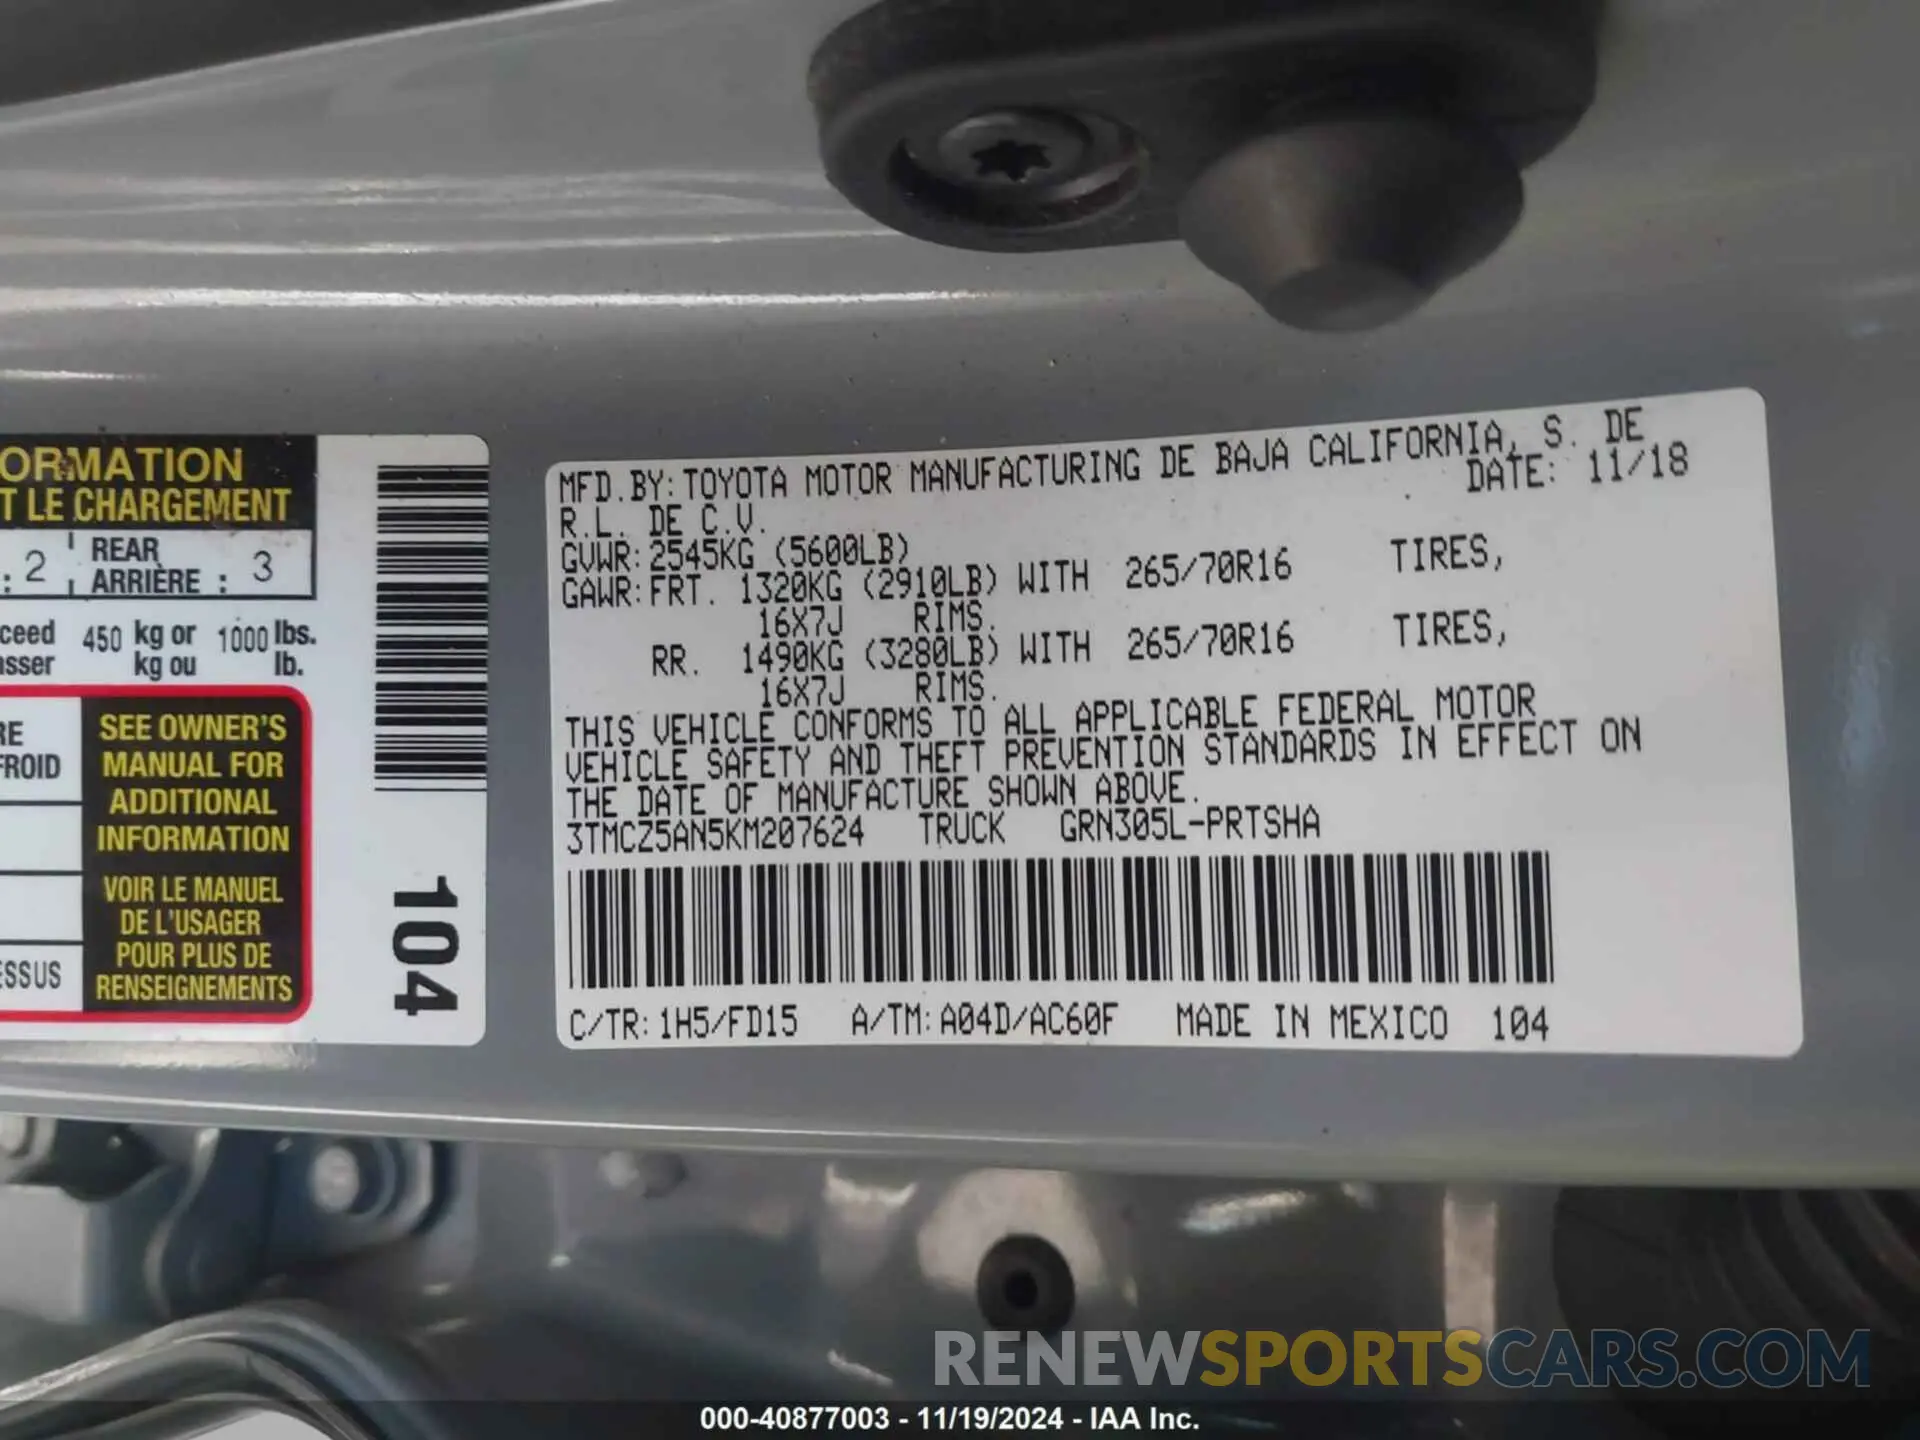 ORMATION
T LE CHARGEMENT
: 2 REAR
ARRIÈRE : 3
ceed 450 kg or 1000 lbs.
asser kg ou lb.
RE
FROID
ESSUS
SEE OWNER'S
MANUAL FOR
ADDITIONAL
INFORMATION
VOIR LE MANUEL
DE L'USAGER
POUR PLUS DE
RENSEIGNEMENTS
104
MFD.BY:TOYOTA MOTOR MANUFACTURING DE BAJA CALIFORNIA, S. DE
R.L. DE C.V. DATE: 11/18
GVWR:2545KG (5600LB)
GAWR:FRT. 1320KG (2910LB) WITH 265/70R16 TIRES,
16X7J RIMS.
RR. 1490KG (3280LB) WITH 265/70R16 TIRES,
16X7J RIMS.
THIS VEHICLE CONFORMS TO ALL APPLICABLE FEDERAL MOTOR
VEHICLE SAFETY AND THEFT PREVENTION STANDARDS IN EFFECT ON
THE DATE OF MANUFACTURE SHOWN ABOVE.
3TMCZ5AN5KM207624 TRUCK GRN305L-PRTSHA
C/TR:1H5/FD15 A/TM:A04D/AC60F MADE IN MEXICO 104
RENEWSPORTSCARS.COM
000-40877003 - 11/19/2024 - IAA Inc.